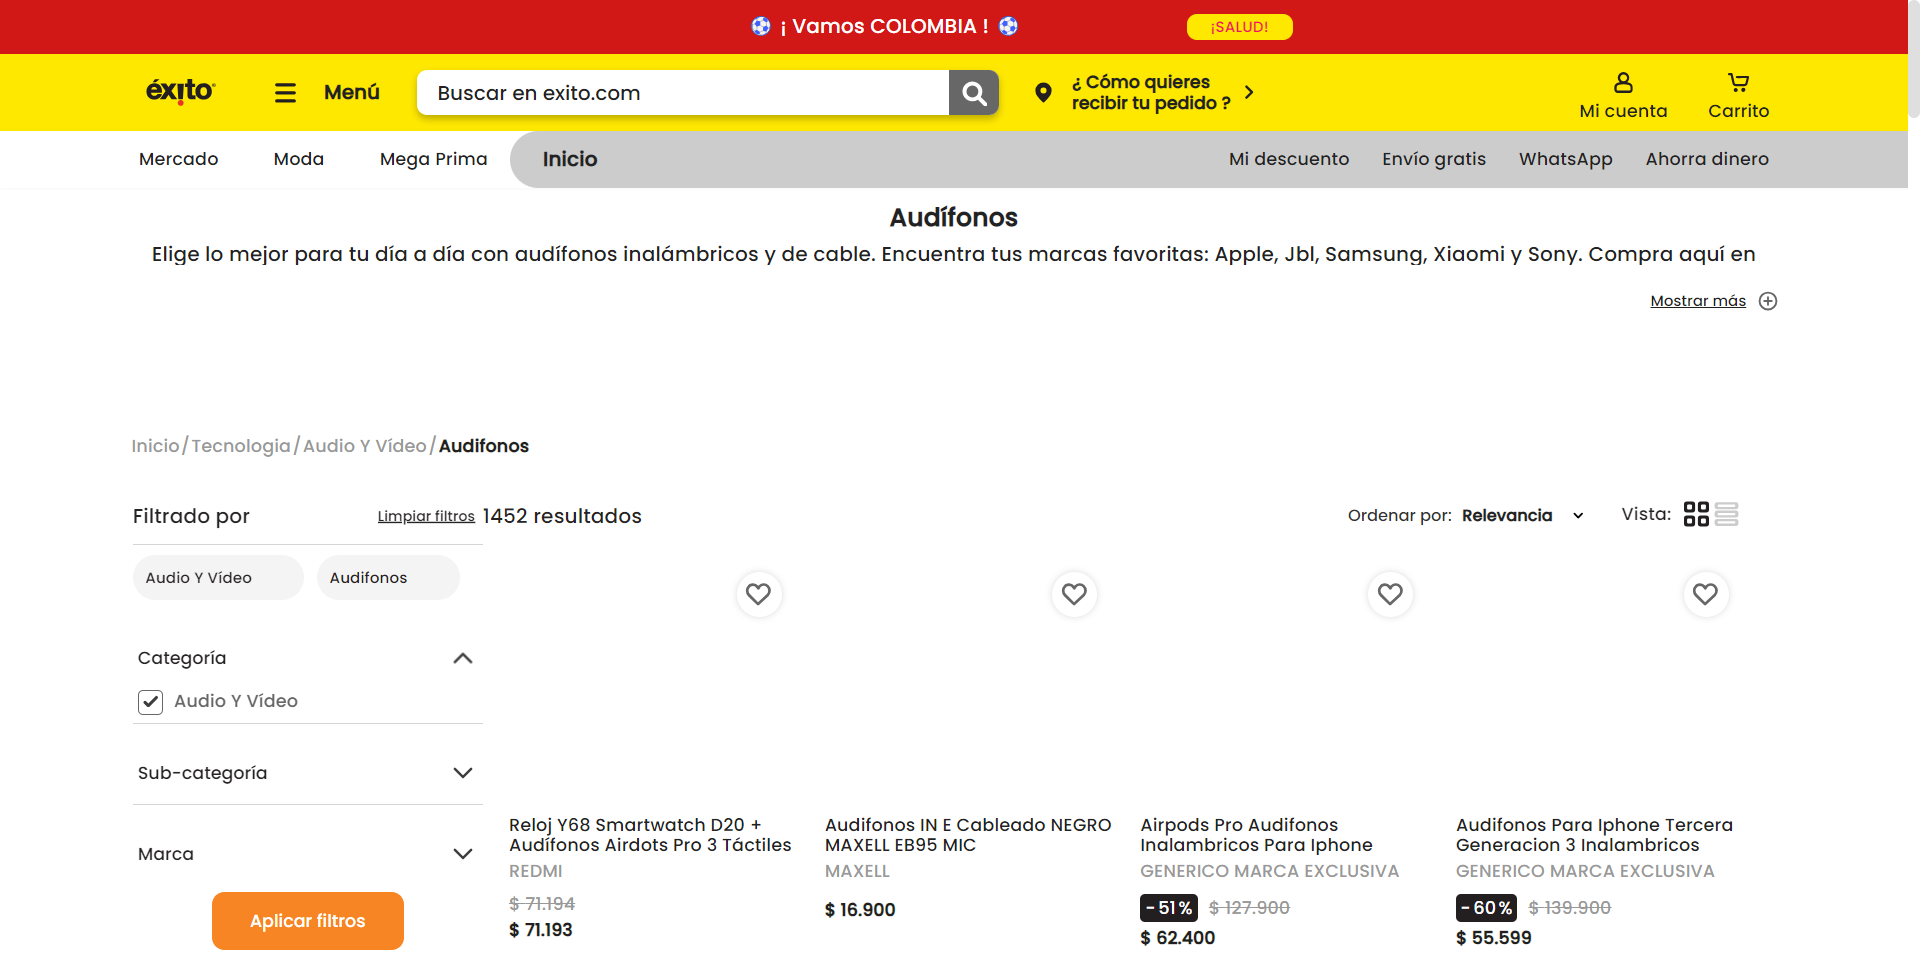 ¡ Vamos COLOMBIA !
¡SALUD!
éxito
Menú
Buscar en exito.com
¿ Cómo quieres
recibir tu pedido ?
Mi cuenta
Carrito
Mercado
Moda
Mega Prima
Inicio
Mi descuento
Envío gratis
WhatsApp
Ahorra dinero
Audífonos
Elige lo mejor para tu día a día con audífonos inalámbricos y de cable. Encuentra tus marcas favoritas: Apple, Jbl, Samsung, Xiaomi y Sony. Compra aquí en
Mostrar más
Inicio/Tecnologia/Audio Y Vídeo/Audifonos
Filtrado por
Limpiar filtros
1452 resultados
Ordenar por: Relevancia
Vista:
Audio Y Vídeo
Audifonos
Categoría
Audio Y Vídeo
Sub-categoría
Marca
Aplicar filtros
Reloj Y68 Smartwatch D20 +
Audífonos Airdots Pro 3 Táctiles
REDMI
$ 71.194
$ 71.193
Audifonos IN E Cableado NEGRO
MAXELL EB95 MIC
MAXELL
$ 16.900
Airpods Pro Audifonos
Inalambricos Para Iphone
GENERICO MARCA EXCLUSIVA
-51% $ 127.900
$ 62.400
Audifonos Para Iphone Tercera
Generacion 3 Inalambricos
GENERICO MARCA EXCLUSIVA
-60% $ 139.900
$ 55.599